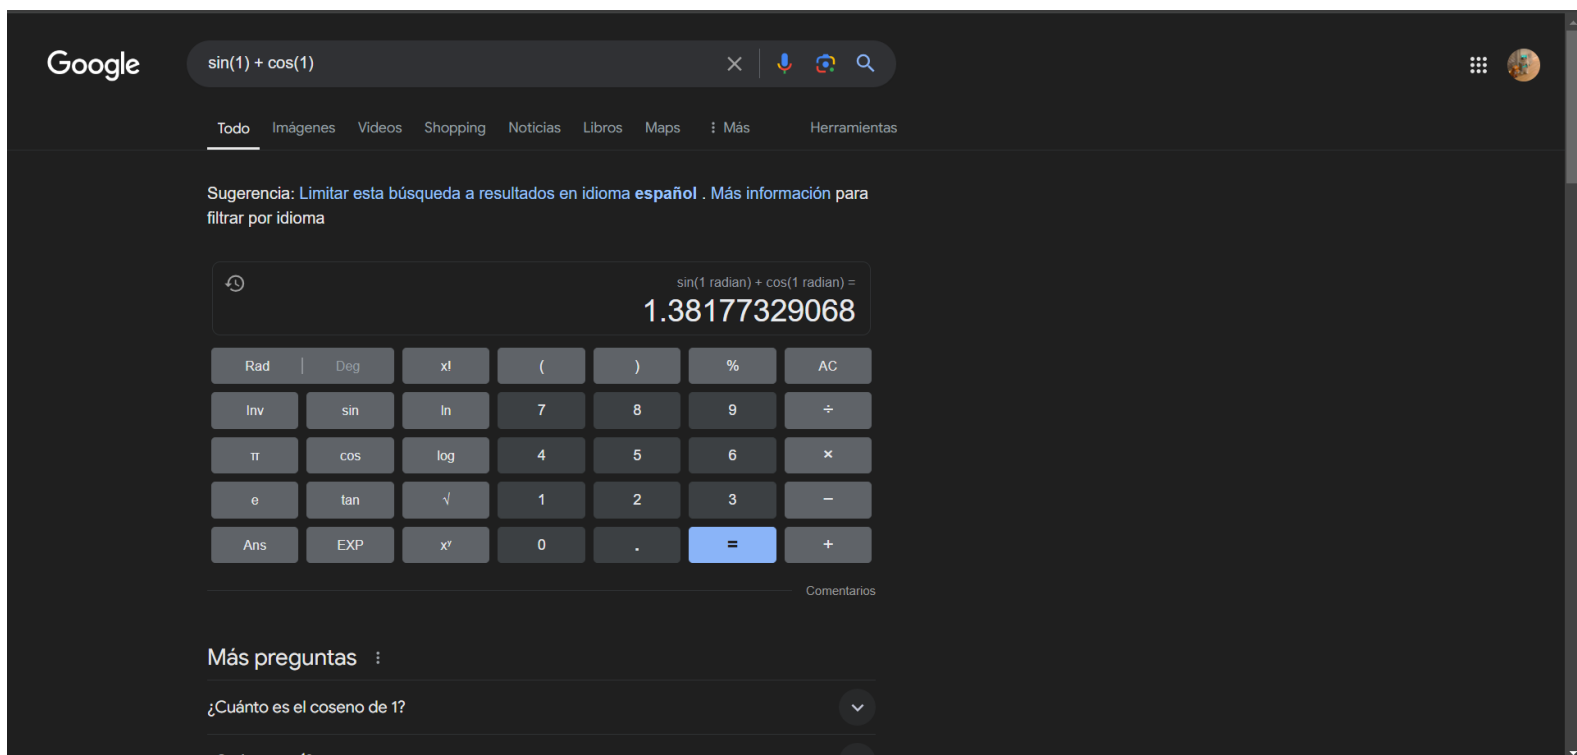 Google
sin(1) + cos(1)
Todo Imágenes Videos Shopping Noticias Libros Maps Más Herramientas
Sugerencia: Limitar esta búsqueda a resultados en idioma español . Más información para
filtrar por idioma
sin(1 radian) + cos(1 radian) =
1.38177329068
Rad | Deg x! ( ) % AC
Inv sin ln 7 8 9 ÷
π cos log 4 5 6 ×
e tan √ 1 2 3 −
Ans EXP xʸ 0 . = +
Comentarios
Más preguntas
¿Cuánto es el coseno de 1?